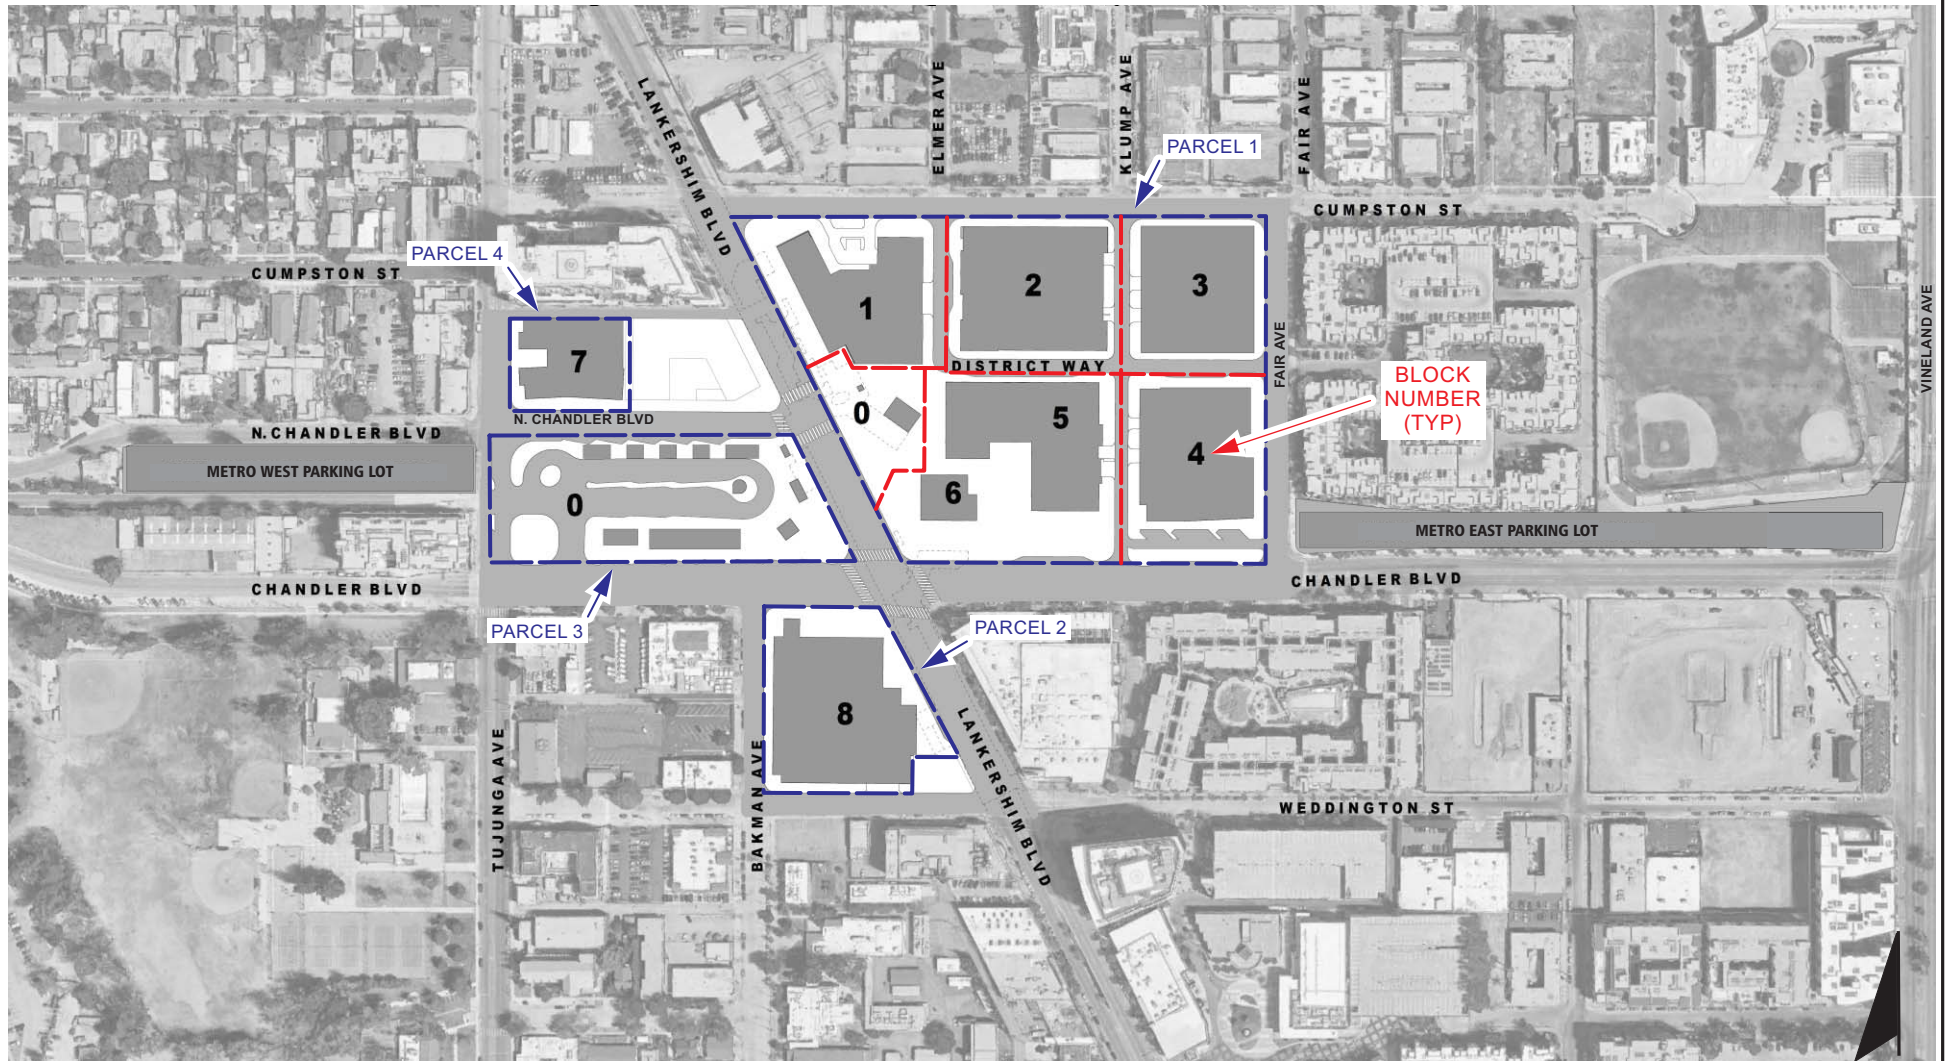 LANKERSHIM BLVD
ELMER AVE
KLUMP AVE
FAIR AVE
PARCEL 1
CUMPSTON ST
PARCEL 4
CUMPSTON ST
1
2
3
7
DISTRICT WAY
FAIR AVE
VINELAND AVE
BLOCK
NUMBER
(TYP)
N. CHANDLER BLVD
N. CHANDLER BLVD
0
5
4
METRO WEST PARKING LOT
0
6
METRO EAST PARKING LOT
CHANDLER BLVD
CHANDLER BLVD
PARCEL 3
PARCEL 2
8
LANKERSHIM BLVD
TUJUNGA AVE
BAKMAN AVE
WEDDINGTON ST